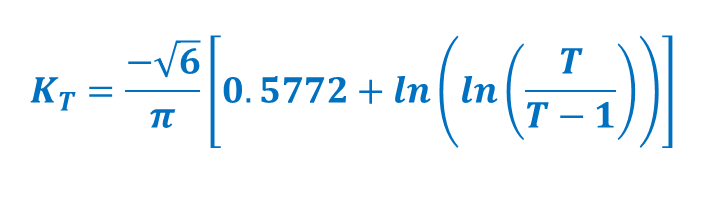 K_T = -√6/π [0.5772 + ln(ln(T/(T − 1)))]